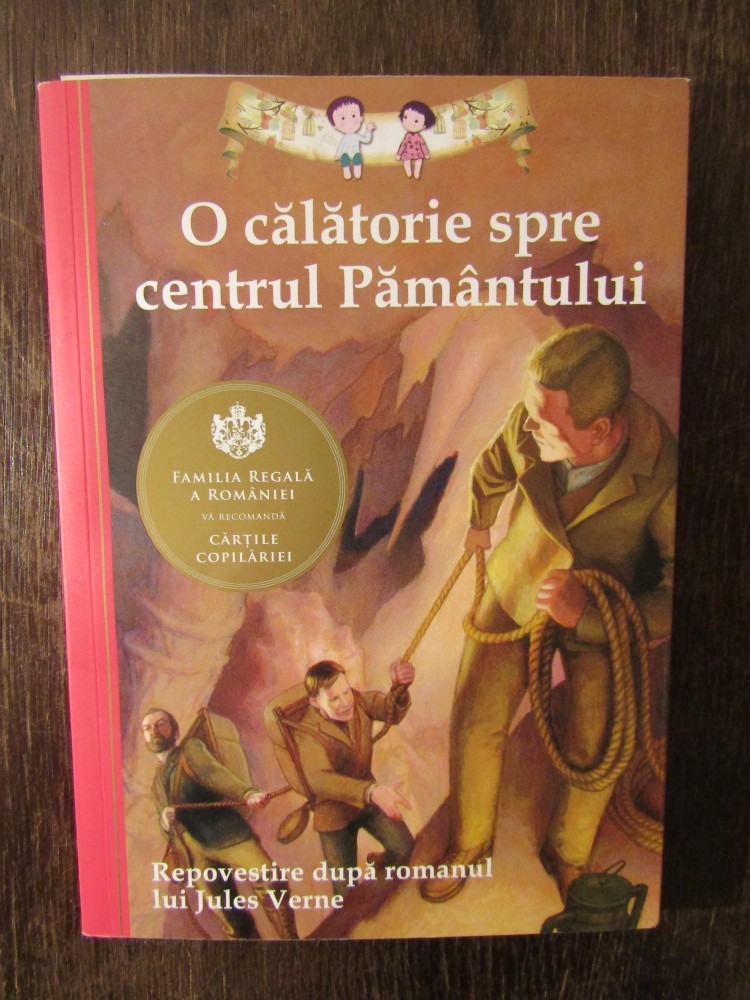 O călătorie spre
centrul Pământului
FAMILIA REGALĂ
A ROMÂNIEI
VĂ RECOMANDĂ
CĂRȚILE
COPILĂRIEI
Repovestire după romanul
lui Jules Verne